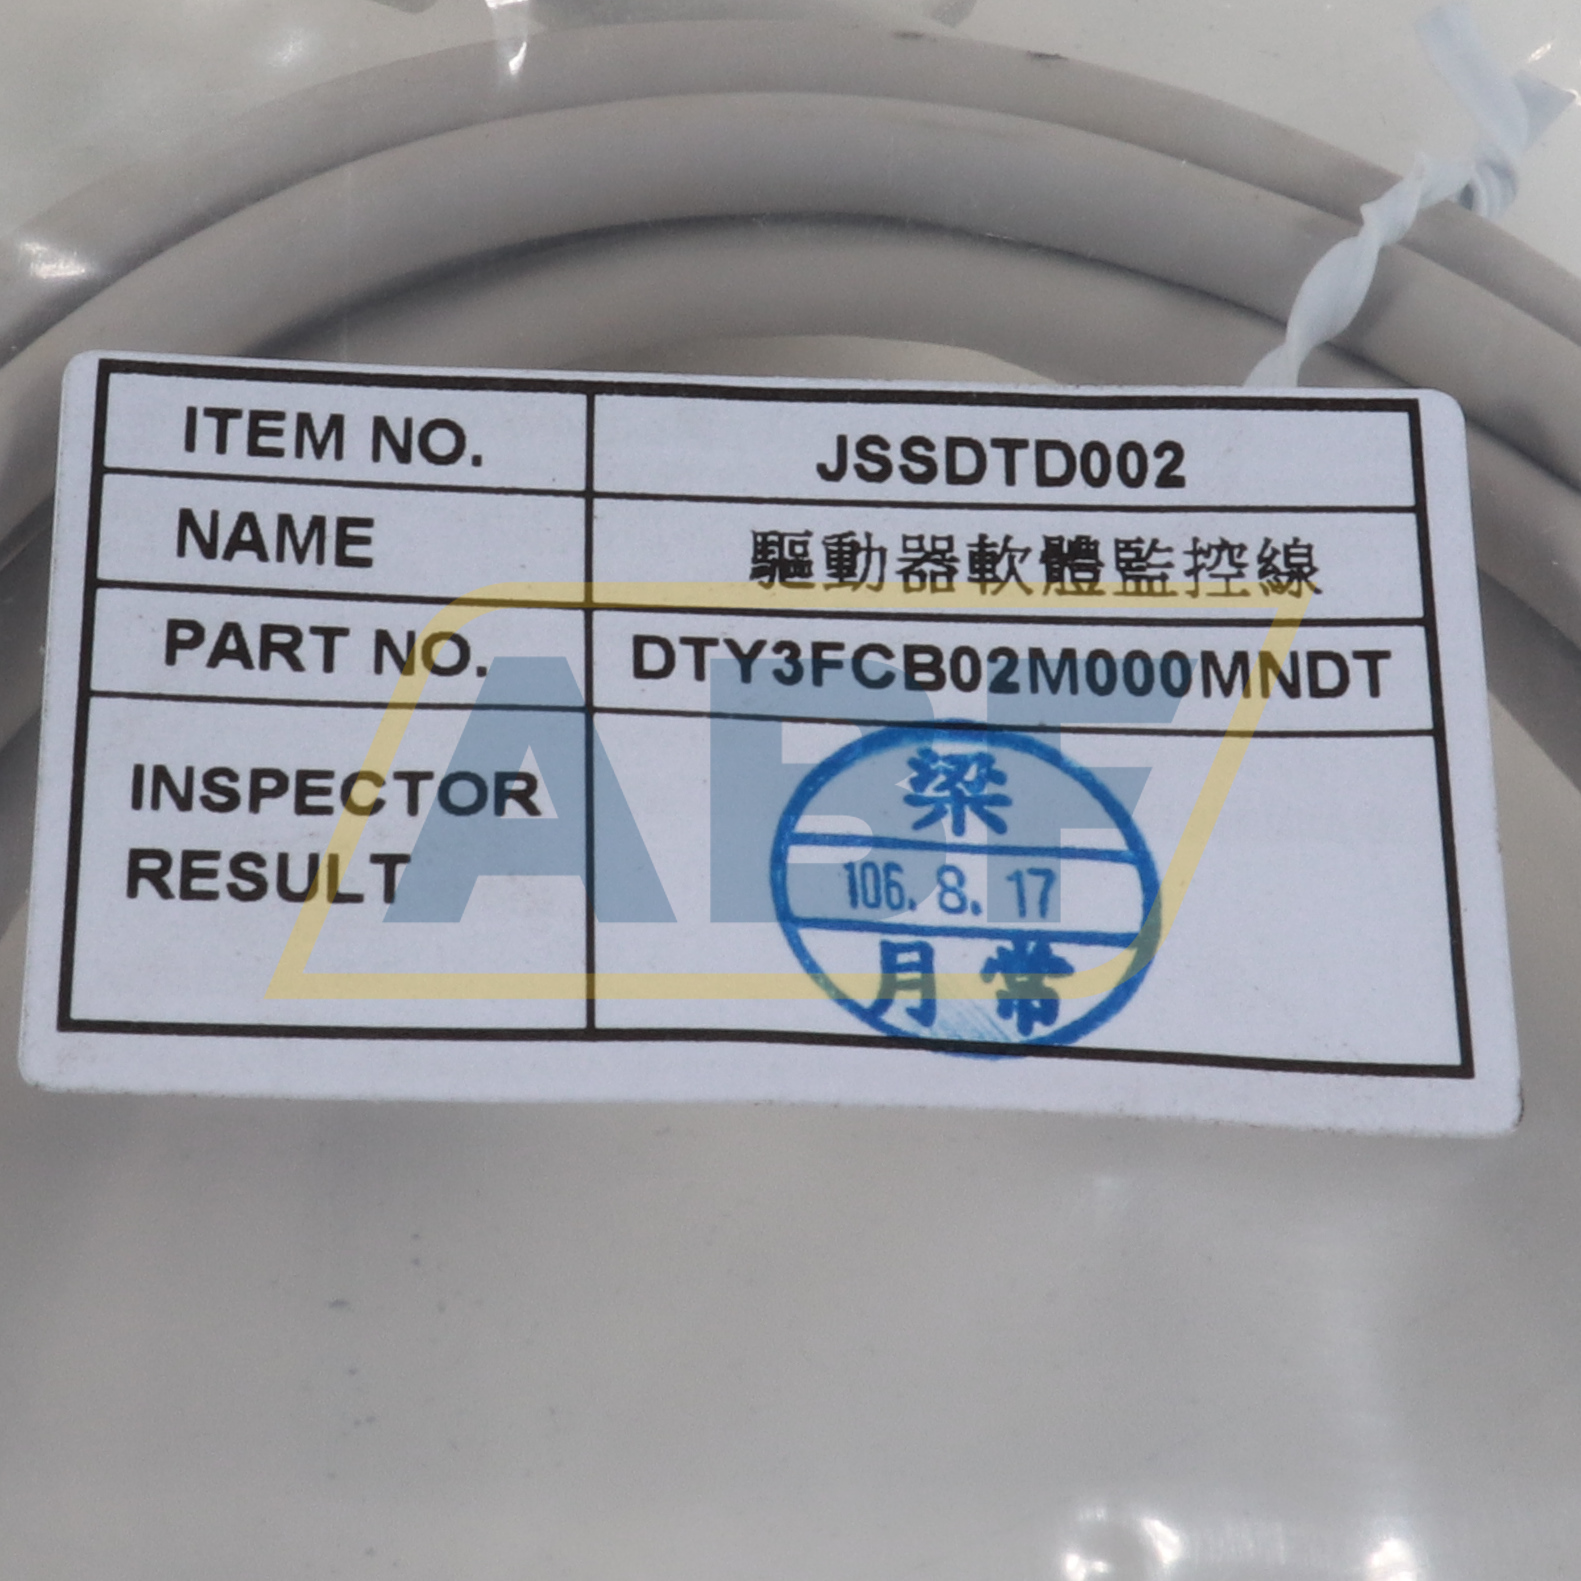 ITEM NO. JSSDTD002
NAME 驅動器軟體監控線
PART NO. DTY3FCB02M000MNDT
INSPECTOR
RESULT
梁
106. 8. 17
月常
ABF